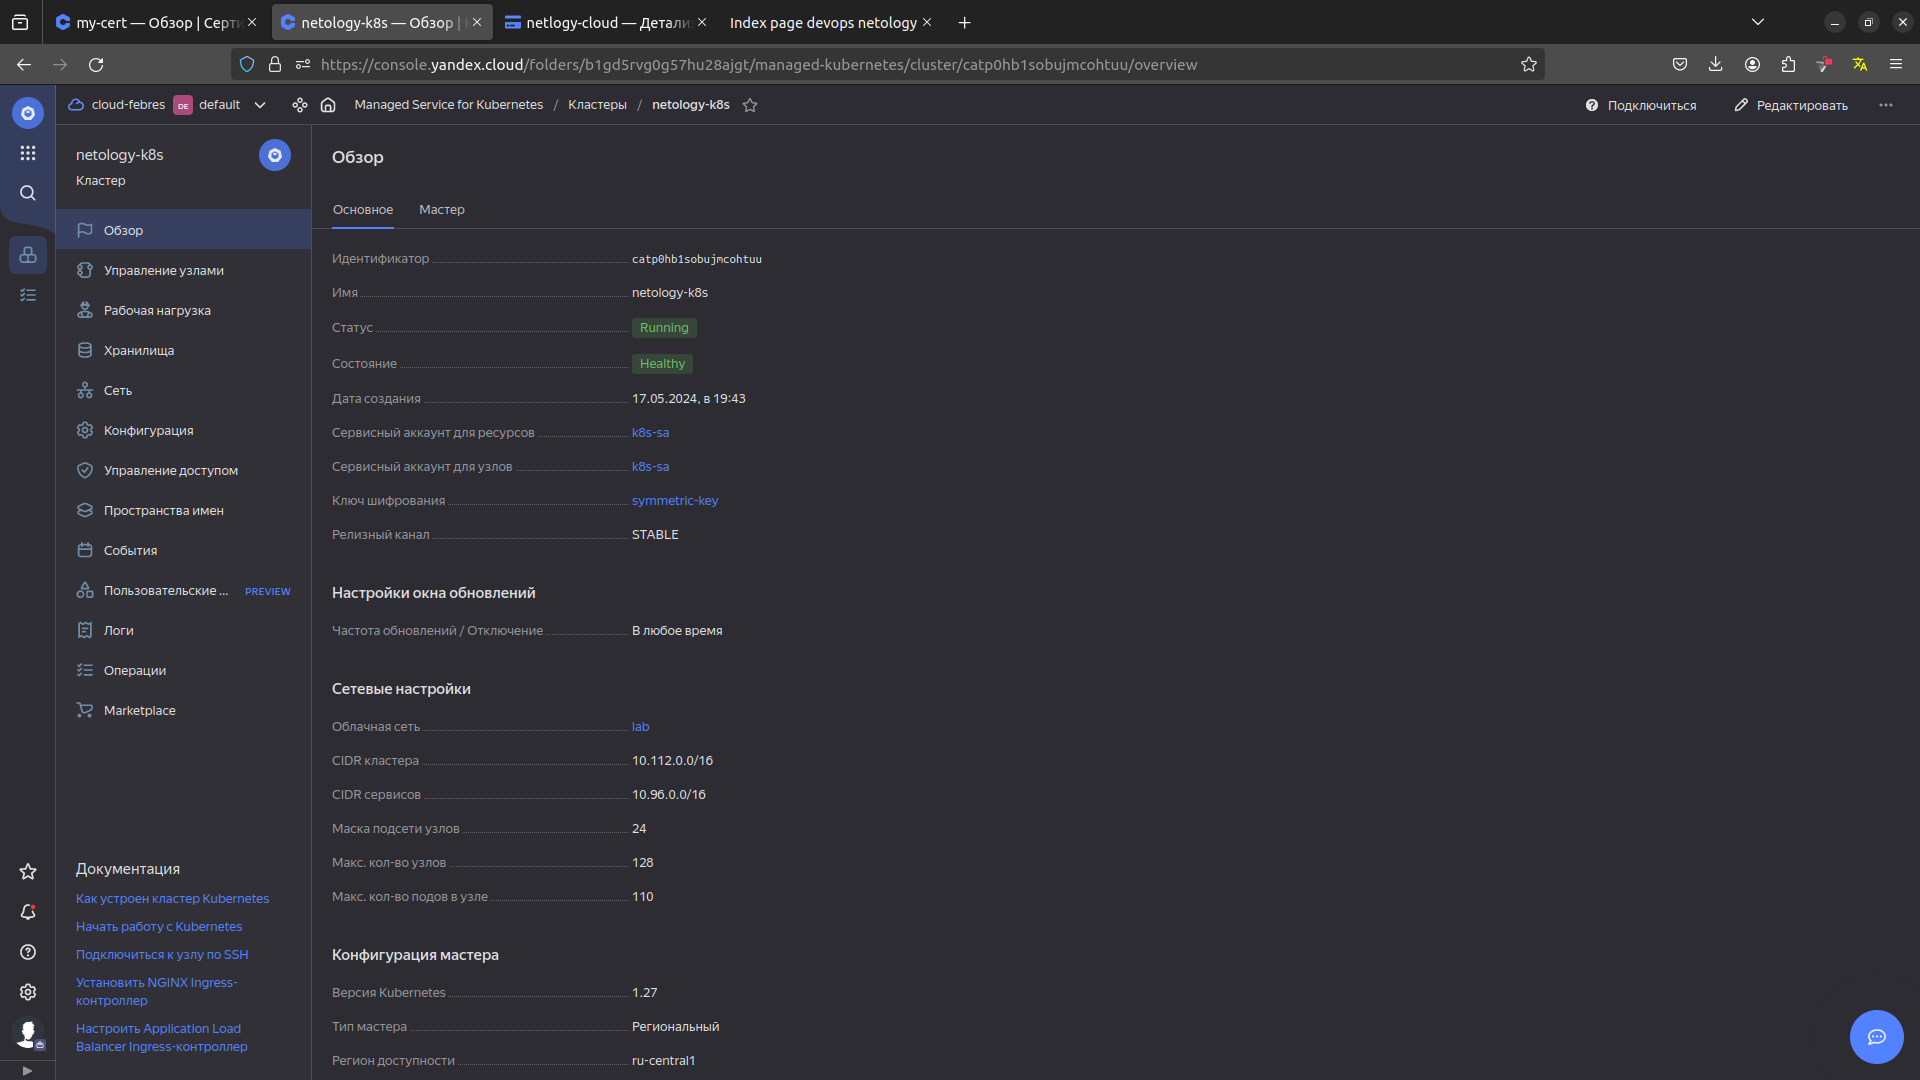 my-cert — Обзор | Серти
netology-k8s — Обзор |
netlogy-cloud — Детали
Index page devops netology
https://console.yandex.cloud/folders/b1gd5rvg0g57hu28ajgt/managed-kubernetes/cluster/catp0hb1sobujmcohtuu/overview
cloud-febres DE default
Managed Service for Kubernetes / Кластеры / netology-k8s
Подключиться
Редактировать
netology-k8s
Кластер
Обзор
Управление узлами
Рабочая нагрузка
Хранилища
Сеть
Конфигурация
Управление доступом
Пространства имен
События
Пользовательские ... PREVIEW
Логи
Операции
Marketplace
Документация
Как устроен кластер Kubernetes
Начать работу с Kubernetes
Подключиться к узлу по SSH
Установить NGINX Ingress-
контроллер
Настроить Application Load
Balancer Ingress-контроллер
Обзор
Основное Мастер
Идентификатор catp0hb1sobujmcohtuu
Имя netology-k8s
Статус Running
Состояние Healthy
Дата создания 17.05.2024, в 19:43
Сервисный аккаунт для ресурсов k8s-sa
Сервисный аккаунт для узлов k8s-sa
Ключ шифрования symmetric-key
Релизный канал STABLE
Настройки окна обновлений
Частота обновлений / Отключение В любое время
Сетевые настройки
Облачная сеть lab
CIDR кластера 10.112.0.0/16
CIDR сервисов 10.96.0.0/16
Маска подсети узлов 24
Макс. кол-во узлов 128
Макс. кол-во подов в узле 110
Конфигурация мастера
Версия Kubernetes 1.27
Тип мастера Региональный
Регион доступности ru-central1